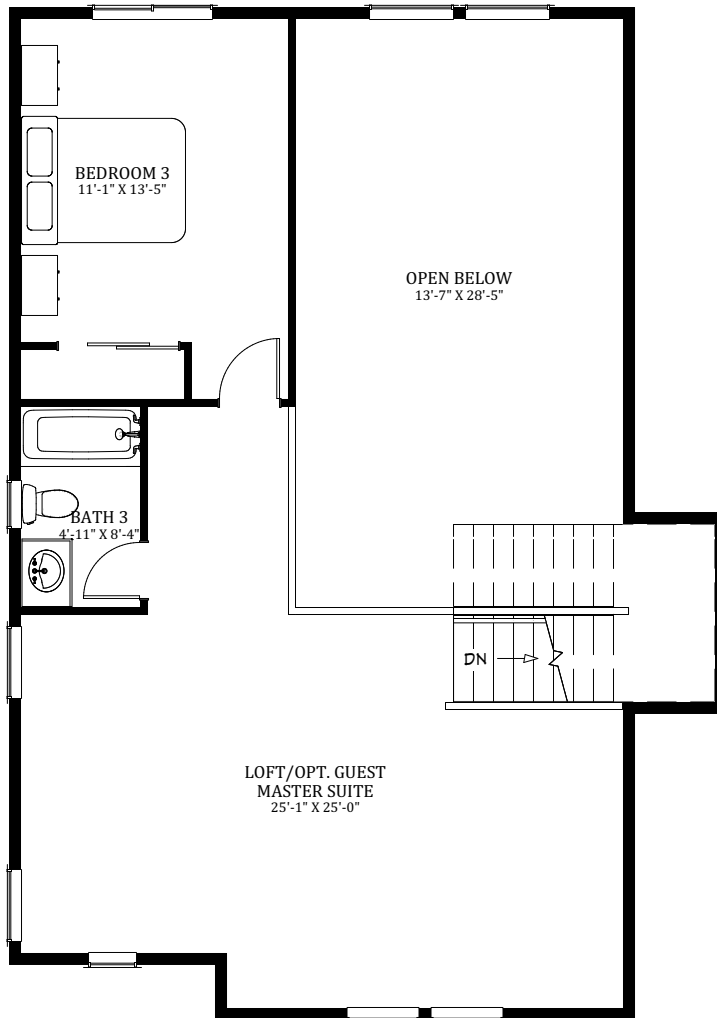 BEDROOM 3
11'-1" X 13'-5"
OPEN BELOW
13'-7" X 28'-5"
BATH 3
4'-11" X 8'-4"
DN
LOFT/OPT. GUEST
MASTER SUITE
25'-1" X 25'-0"